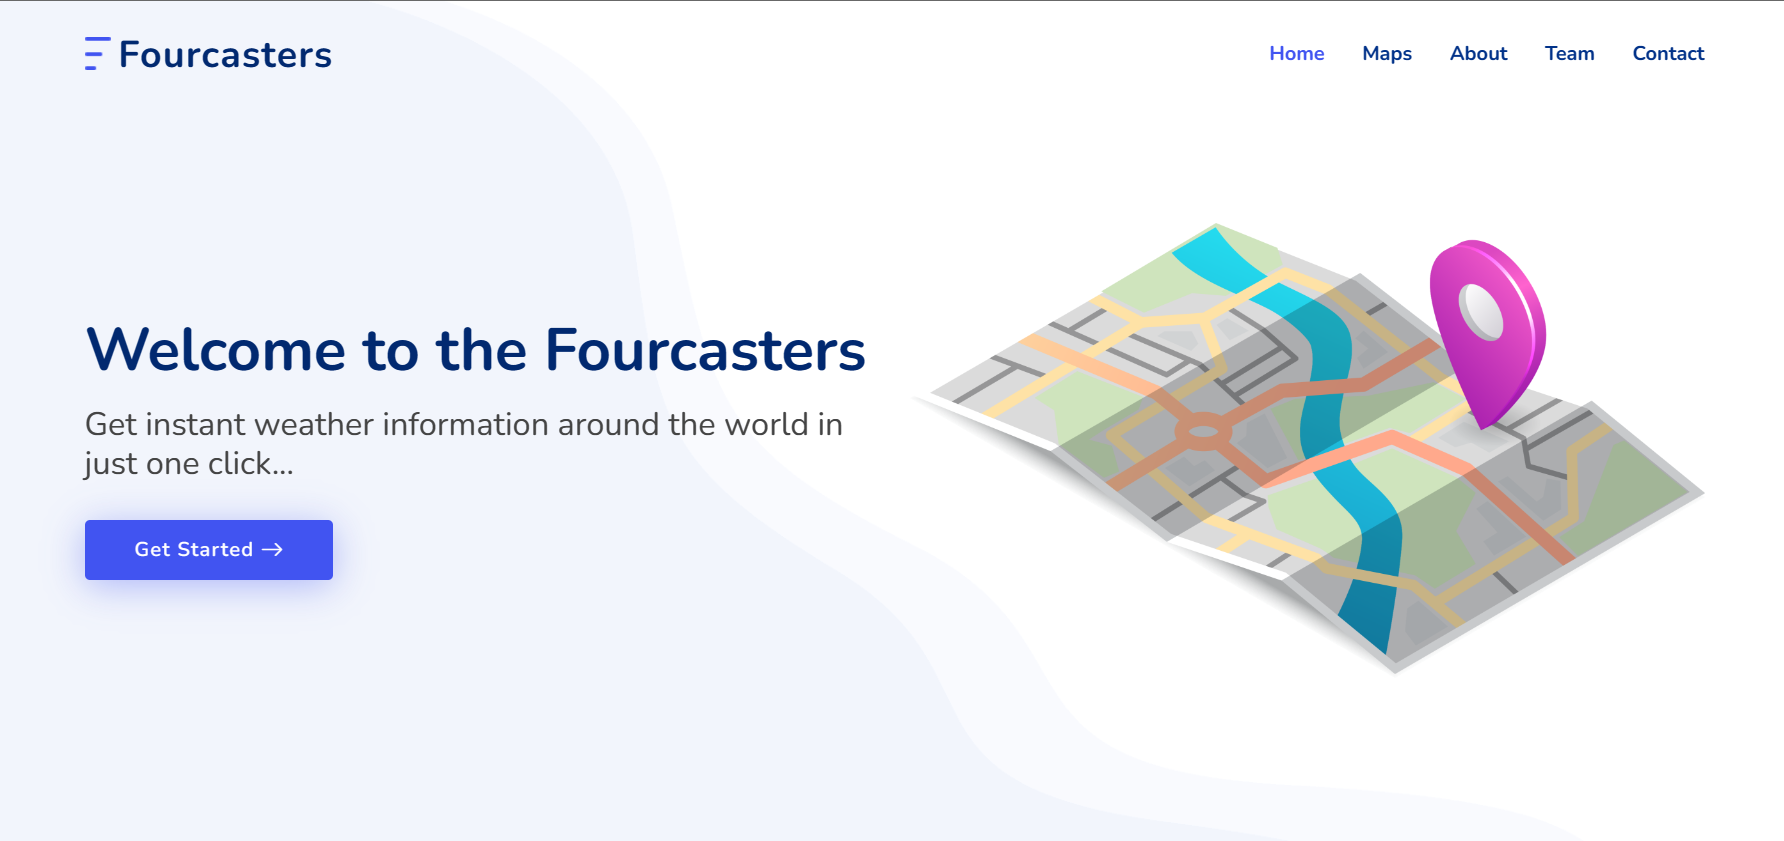 Fourcasters
Home Maps About Team Contact
Welcome to the Fourcasters
Get instant weather information around the world in
just one click...
Get Started →